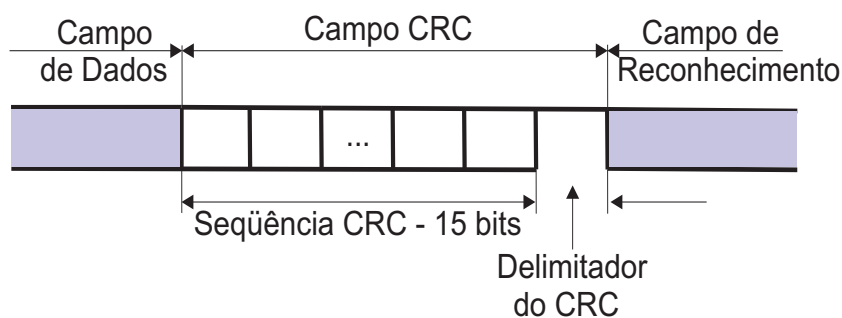 Campo
de Dados
Campo CRC
Campo de
Reconhecimento
...
Seqüência CRC - 15 bits
Delimitador
do CRC